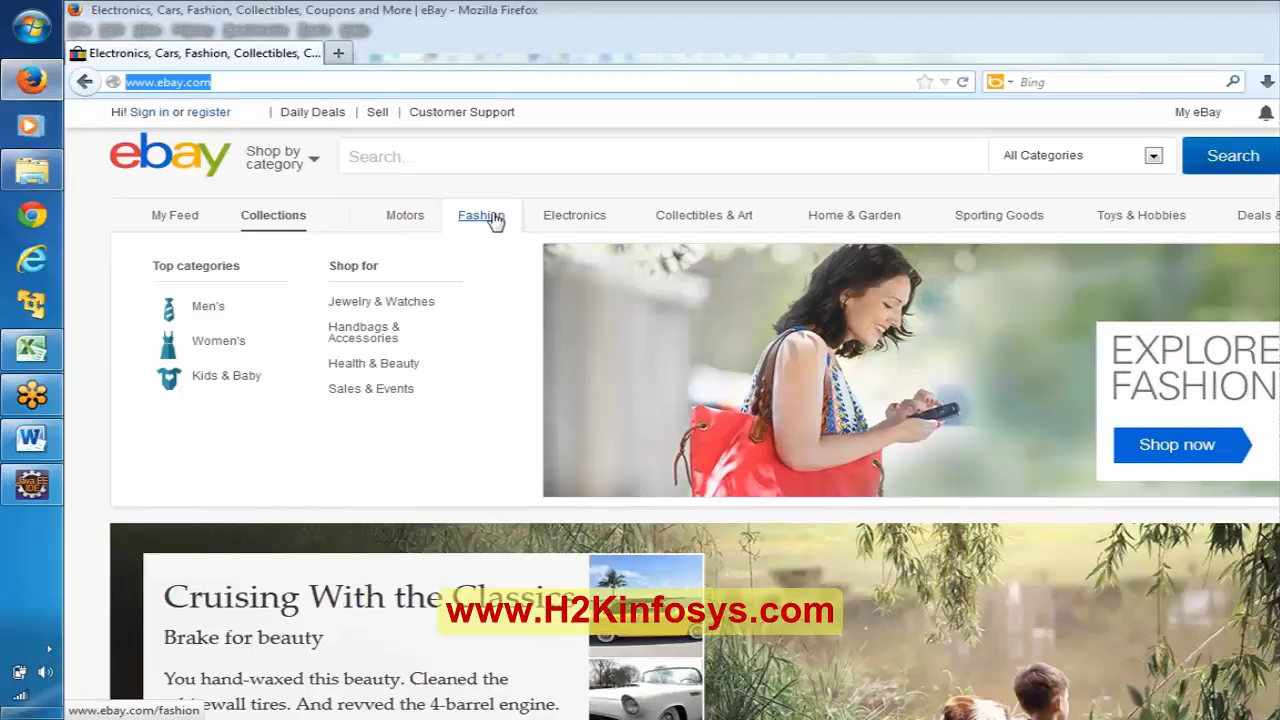 Electronics, Cars, Fashion, Collectibles, Coupons and More | eBay - Mozilla Firefox
Electronics, Cars, Fashion, Collectibles, C... +
www.ebay.com
Bing
Hi! Sign in or register | Daily Deals | Sell | Customer Support
My eBay
ebay
Shop by category
Search...
All Categories
Search
My Feed Collections Motors Fashion Electronics Collectibles & Art Home & Garden Sporting Goods Toys & Hobbies Deals &
Top categories
Men's
Women's
Kids & Baby
Shop for
Jewelry & Watches
Handbags &
Accessories
Health & Beauty
Sales & Events
EXPLORE
FASHION
Shop now
Cruising With the Classics
www.H2Kinfosys.com
Brake for beauty
You hand-waxed this beauty. Cleaned the
ewall tires. And revved the 4-barrel engine.
www.ebay.com/fashion
Java EE
IDE